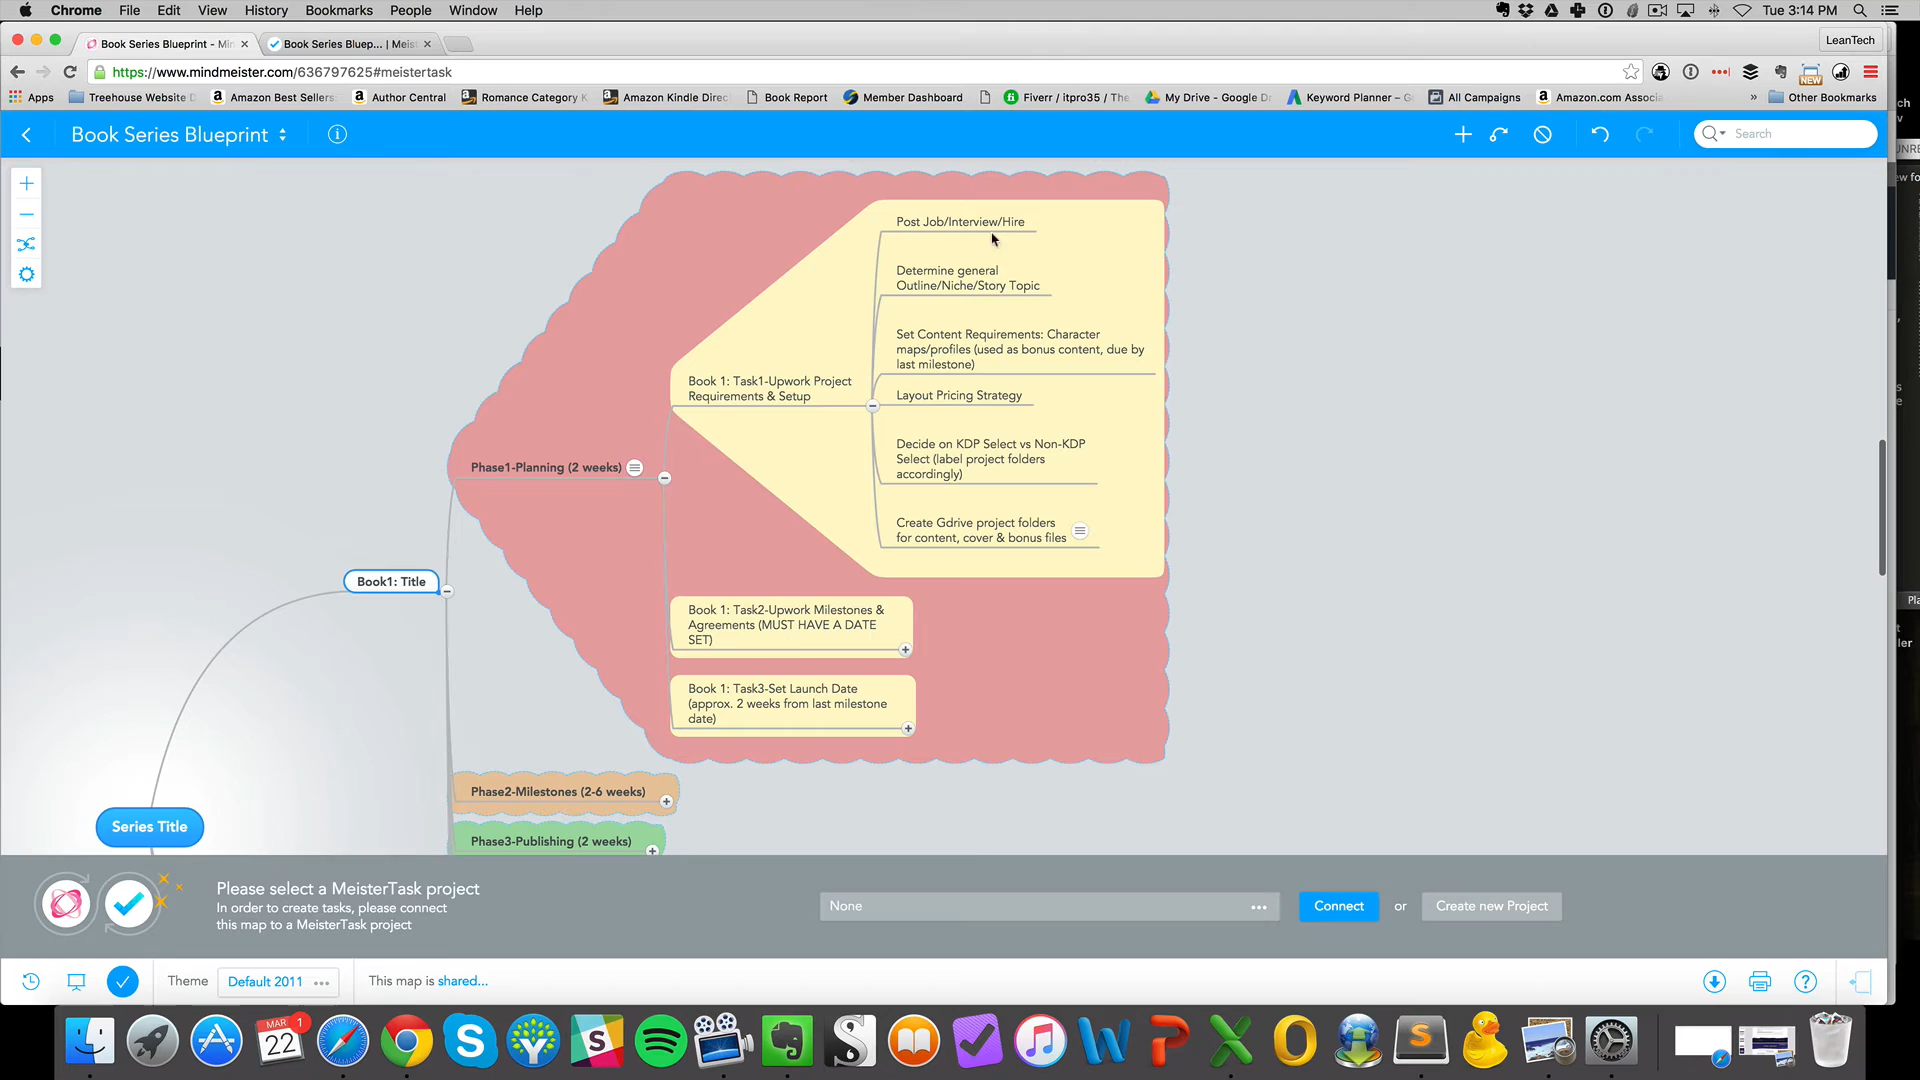 Chrome File Edit View History Bookmarks People Window Help
Tue 3:14 PM
Book Series Blueprint - Min
Book Series Bluep... | Meist
LeanTech
https://www.mindmeister.com/636797625#meistertask
Apps
Treehouse Website D
Amazon Best Sellers:
Author Central
Romance Category K
Amazon Kindle Direc
Book Report
Member Dashboard
Fiverr / itpro35 / The
My Drive - Google Dr
Keyword Planner – G
All Campaigns
Amazon.com Associa
»
Other Bookmarks
NEW
Book Series Blueprint
Search
Post Job/Interview/Hire
Determine general
Outline/Niche/Story Topic
Set Content Requirements: Character
maps/profiles (used as bonus content, due by
last milestone)
Book 1: Task1-Upwork Project
Requirements & Setup
Layout Pricing Strategy
Decide on KDP Select vs Non-KDP
Select (label project folders
accordingly)
Phase1-Planning (2 weeks)
Create Gdrive project folders
for content, cover & bonus files
Book1: Title
Book 1: Task2-Upwork Milestones &
Agreements (MUST HAVE A DATE
SET)
Book 1: Task3-Set Launch Date
(approx. 2 weeks from last milestone
date)
Phase2-Milestones (2-6 weeks)
Series Title
Phase3-Publishing (2 weeks)
Please select a MeisterTask project
In order to create tasks, please connect
this map to a MeisterTask project
None
Connect
or
Create new Project
Theme
Default 2011
This map is shared...
MAR
22
1